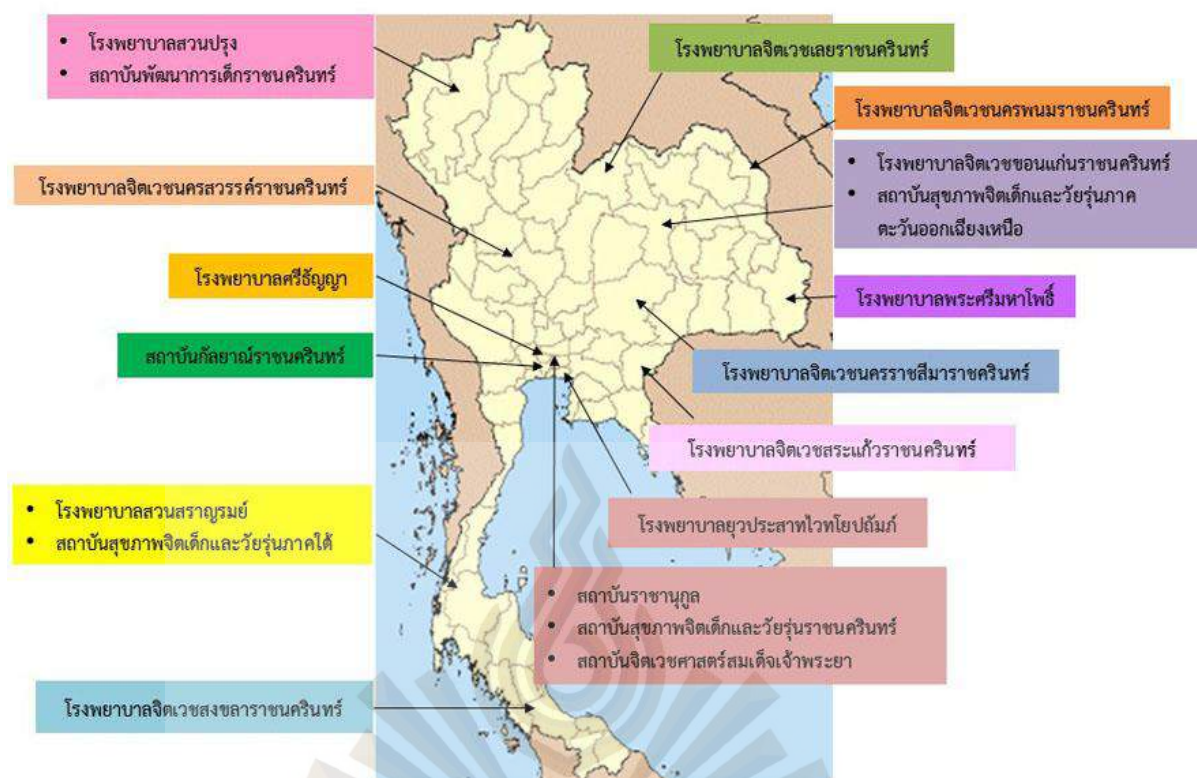 • โรงพยาบาลสวนปรุง
• สถาบันพัฒนาการเด็กราชนครินทร์
โรงพยาบาลจิตเวชเลยราชนครินทร์
โรงพยาบาลจิตเวชนครพนมราชนครินทร์
• โรงพยาบาลจิตเวชขอนแก่นราชนครินทร์
• สถาบันสุขภาพจิตเด็กและวัยรุ่นภาค
ตะวันออกเฉียงเหนือ
โรงพยาบาลจิตเวชนครสวรรค์ราชนครินทร์
โรงพยาบาลศรีธัญญา
โรงพยาบาลพระศรีมหาโพธิ์
สถาบันกัลยาณ์ราชนครินทร์
โรงพยาบาลจิตเวชนครราชสีมาราชครินทร์
โรงพยาบาลจิตเวชสระแก้วราชนครินทร์
• โรงพยาบาลสวนสราญรมย์
• สถาบันสุขภาพจิตเด็กและวัยรุ่นภาคใต้
โรงพยาบาลยุวประสาทไวทโยปถัมภ์
• สถาบันราชานุกูล
• สถาบันสุขภาพจิตเด็กและวัยรุ่นราชนครินทร์
• สถาบันจิตเวชศาสตร์สมเด็จเจ้าพระยา
โรงพยาบาลจิตเวชสงขลาราชนครินทร์